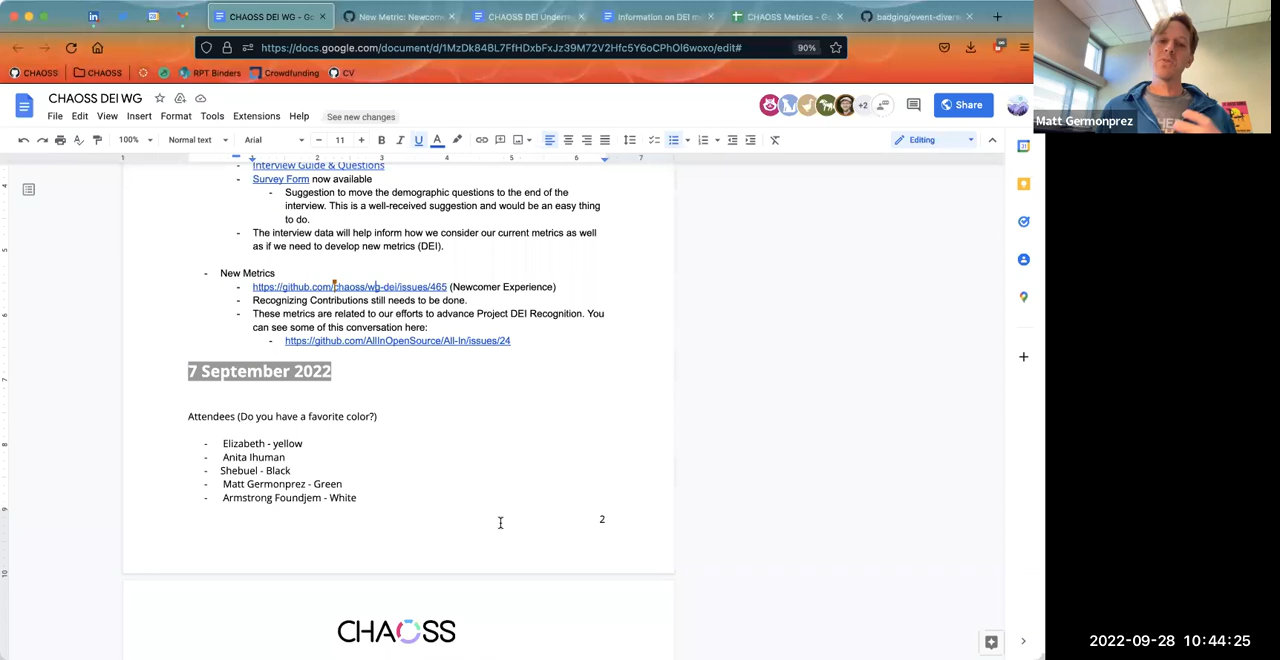 CHAOSS DEI WG - Go
New Metric: Newcome
CHAOSS DEI Underre
Information on DEI m
CHAOSS Metrics - Go
badging/event-divers
https://docs.google.com/document/d/1MzDk84BL7FfHDxbFxJz39M72V2Hfc5Y6oCPhOl6woxo/edit#
90%
CHAOSS
CHAOSS
RPT Binders
Crowdfunding
CV
CHAOSS DEI WG
File Edit View Insert Format Tools Extensions Help
See new changes
+2
Share
100%
Normal text
Arial
11
Editing
Interview Guide & Questions
- Survey Form now available
- Suggestion to move the demographic questions to the end of the
interview. This is a well-received suggestion and would be an easy thing
to do.
- The interview data will help inform how we consider our current metrics as well
as if we need to develop new metrics (DEI).
- New Metrics
- https://github.com/chaoss/wg-dei/issues/465 (Newcomer Experience)
- Recognizing Contributions still needs to be done.
- These metrics are related to our efforts to advance Project DEI Recognition. You
can see some of this conversation here:
- https://github.com/AllInOpenSource/All-In/issues/24
7 September 2022
Attendees (Do you have a favorite color?)
- Elizabeth - yellow
- Anita Ihuman
- Shebuel - Black
- Matt Germonprez - Green
- Armstrong Foundjem - White
2
CHAOSS
Matt Germonprez
2022-09-28 10:44:25